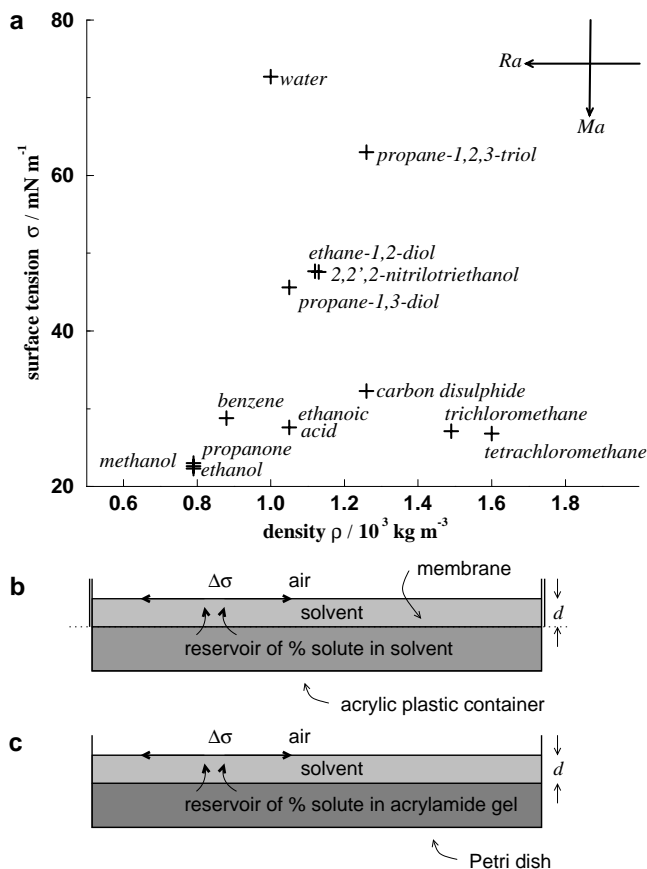 a
80
60
40
20
surface tension σ / mN m⁻¹
Ra
Ma
water
propane-1,2,3-triol
ethane-1,2-diol
2,2',2-nitrilotriethanol
propane-1,3-diol
carbon disulphide
benzene
ethanoic
acid
trichloromethane
tetrachloromethane
methanol
propanone
ethanol
0.6 0.8 1.0 1.2 1.4 1.6 1.8
density ρ / 10³ kg m⁻³
b
Δσ air membrane
solvent d
reservoir of % solute in solvent
acrylic plastic container
c
Δσ air
solvent d
reservoir of % solute in acrylamide gel
Petri dish